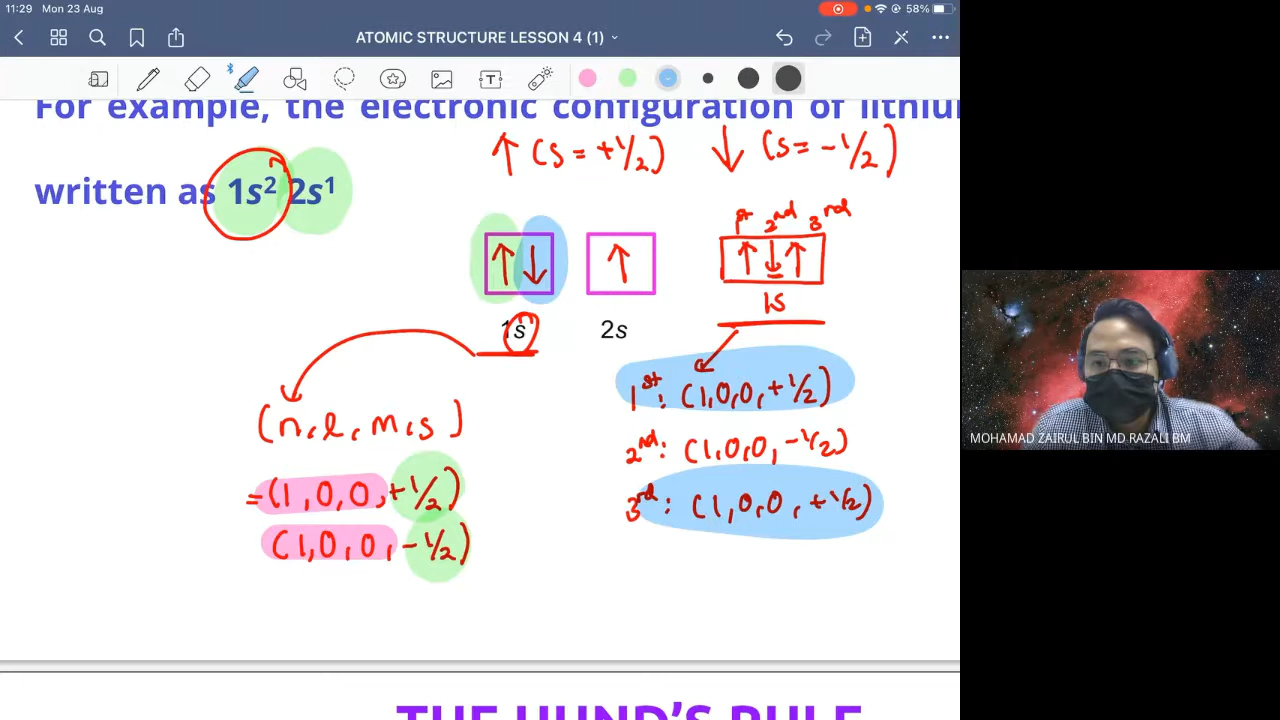 11:29 Mon 23 Aug
58%
ATOMIC STRUCTURE LESSON 4 (1)
For example, the electronic configuration of lithium
↑ (s = +1/2) ↓ (s = -1/2)
written as 1s² 2s¹
1st 2nd 3rd
↑ ↓ ↑ ↑ ↓ ↑
1s
1s 2s
1st: (1,0,0,+1/2)
(n, l, m, s)
2nd: (1,0,0,-1/2)
=(1,0,0,+1/2)
3rd: (1,0,0,+1/2)
(1,0,0,-1/2)
MOHAMAD ZAIRUL BIN MD RAZALI BM
THE HUND'S RULE